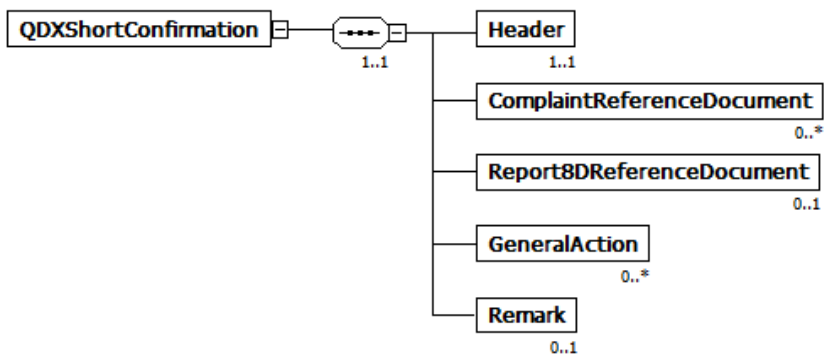 QDXShortConfirmation
1..1
Header
1..1
ComplaintReferenceDocument
0..*
Report8DReferenceDocument
0..1
GeneralAction
0..*
Remark
0..1